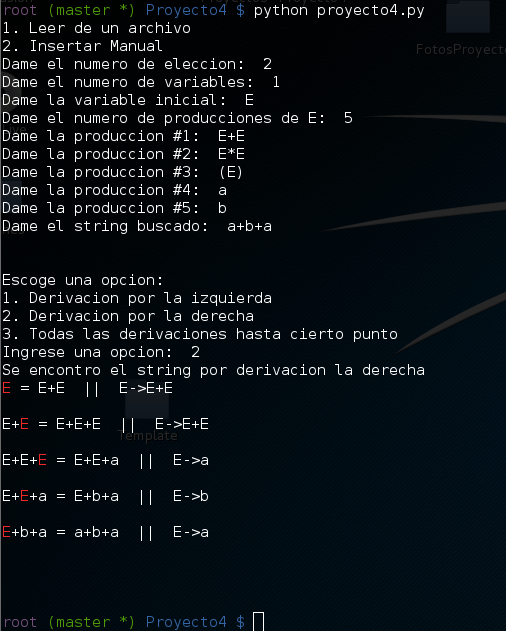 root (master *) Proyecto4 $ python proyecto4.py
1. Leer de un archivo
2. Insertar Manual
FotosProyecto
Dame el numero de eleccion:  2
Dame el numero de variables:  1
Dame la variable inicial:  E
Dame el numero de producciones de E:  5
Dame la produccion #1:  E+E
Dame la produccion #2:  E*E
Dame la produccion #3:  (E)
Dame la produccion #4:  a
Dame la produccion #5:  b
Dame el string buscado:  a+b+a
Escoge una opcion:
1. Derivacion por la izquierda
2. Derivacion por la derecha
3. Todas las derivaciones hasta cierto punto
Ingrese una opcion:  2
Se encontro el string por derivacion la derecha
E = E+E  ||  E->E+E
E+E = E+E+E  ||  E->E+E
Template
E+E+E = E+E+a  ||  E->a
E+E+a = E+b+a  ||  E->b
E+b+a = a+b+a  ||  E->a
root (master *) Proyecto4 $